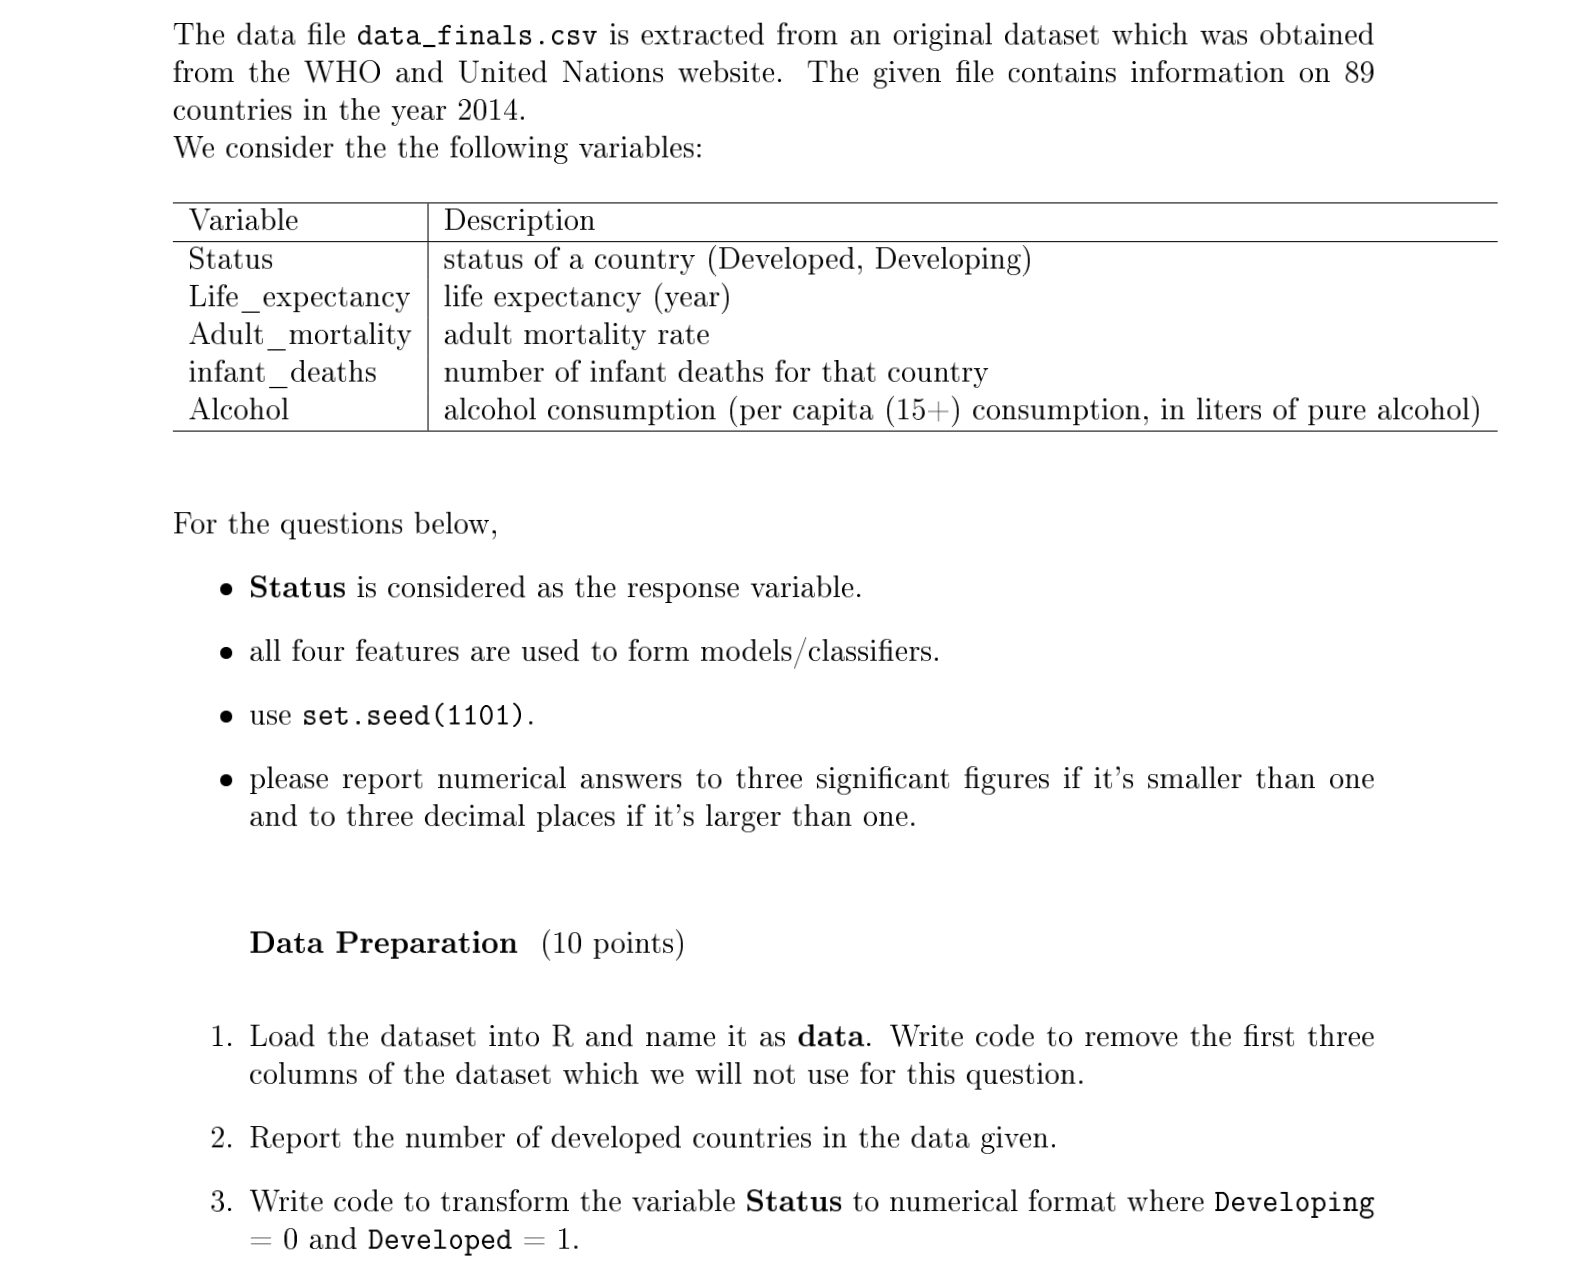 The data file data_finals.csv is extracted from an original dataset which was obtained
from the WHO and United Nations website. The given file contains information on 89
countries in the year 2014.
We consider the the following variables:
Variable Description
Status status of a country (Developed, Developing)
Life_expectancy life expectancy (year)
Adult_mortality adult mortality rate
infant_deaths number of infant deaths for that country
Alcohol alcohol consumption (per capita (15+) consumption, in liters of pure alcohol)
For the questions below,
• Status is considered as the response variable.
• all four features are used to form models/classifiers.
• use set.seed(1101).
• please report numerical answers to three significant figures if it's smaller than one
and to three decimal places if it's larger than one.
Data Preparation (10 points)
1. Load the dataset into R and name it as data. Write code to remove the first three
columns of the dataset which we will not use for this question.
2. Report the number of developed countries in the data given.
3. Write code to transform the variable Status to numerical format where Developing
= 0 and Developed = 1.